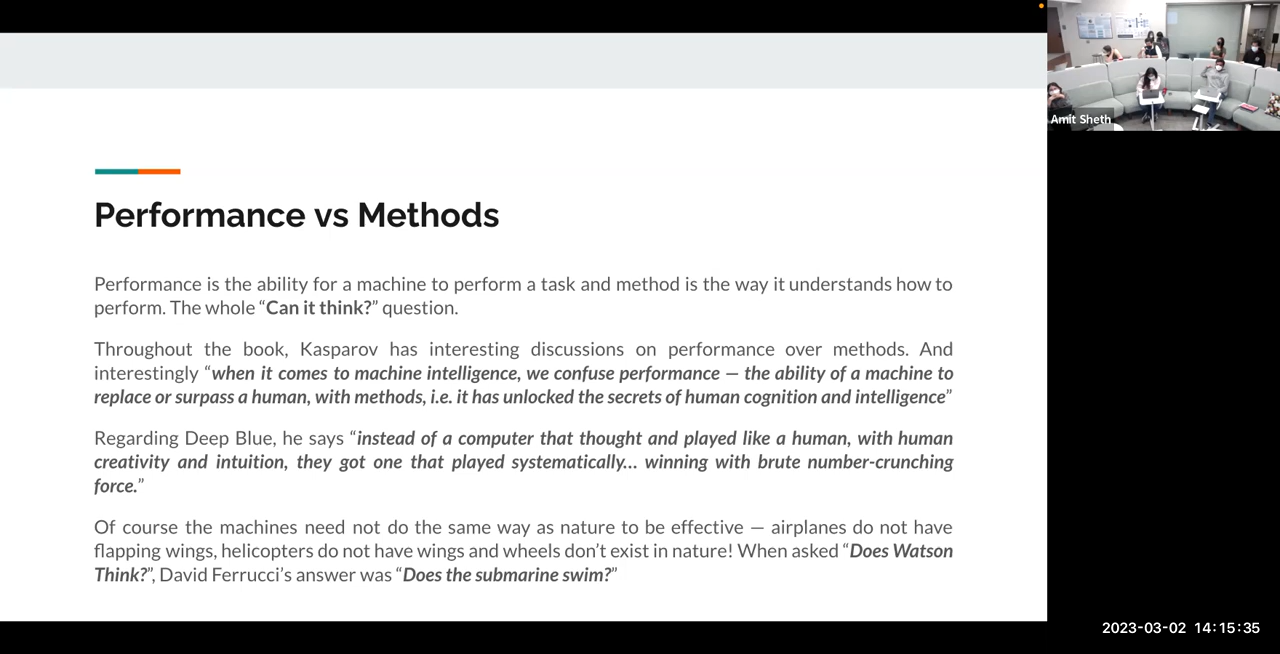 Amit Sheth
Performance vs Methods
Performance is the ability for a machine to perform a task and method is the way it understands how to
perform. The whole “Can it think?” question.
Throughout the book, Kasparov has interesting discussions on performance over methods. And
interestingly “when it comes to machine intelligence, we confuse performance — the ability of a machine to
replace or surpass a human, with methods, i.e. it has unlocked the secrets of human cognition and intelligence”
Regarding Deep Blue, he says “instead of a computer that thought and played like a human, with human
creativity and intuition, they got one that played systematically... winning with brute number-crunching
force.”
Of course the machines need not do the same way as nature to be effective — airplanes do not have
flapping wings, helicopters do not have wings and wheels don’t exist in nature! When asked “Does Watson
Think?”, David Ferrucci’s answer was “Does the submarine swim?”
2023-03-02 14:15:35